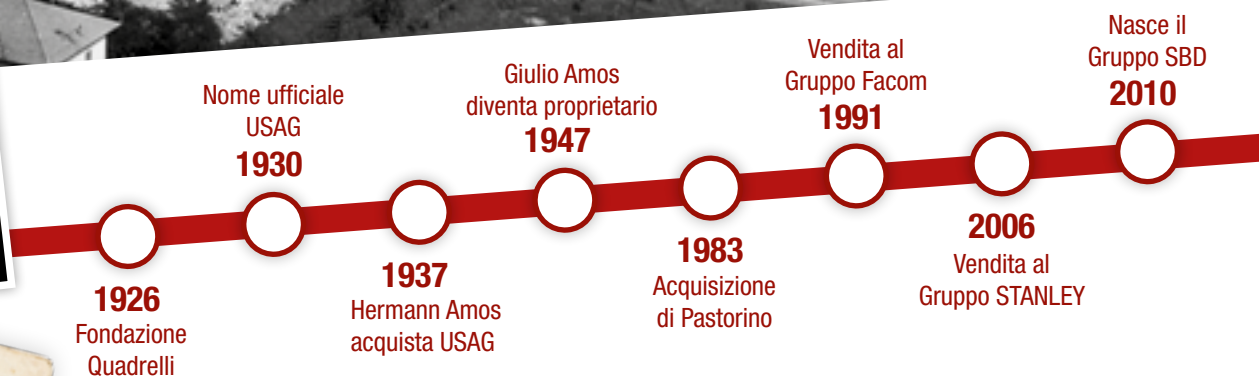 1926
Fondazione
Quadrelli
Nome ufficiale
USAG
1930
1937
Hermann Amos
acquista USAG
Giulio Amos
diventa proprietario
1947
1983
Acquisizione
di Pastorino
Vendita al
Gruppo Facom
1991
2006
Vendita al
Gruppo STANLEY
Nasce il
Gruppo SBD
2010